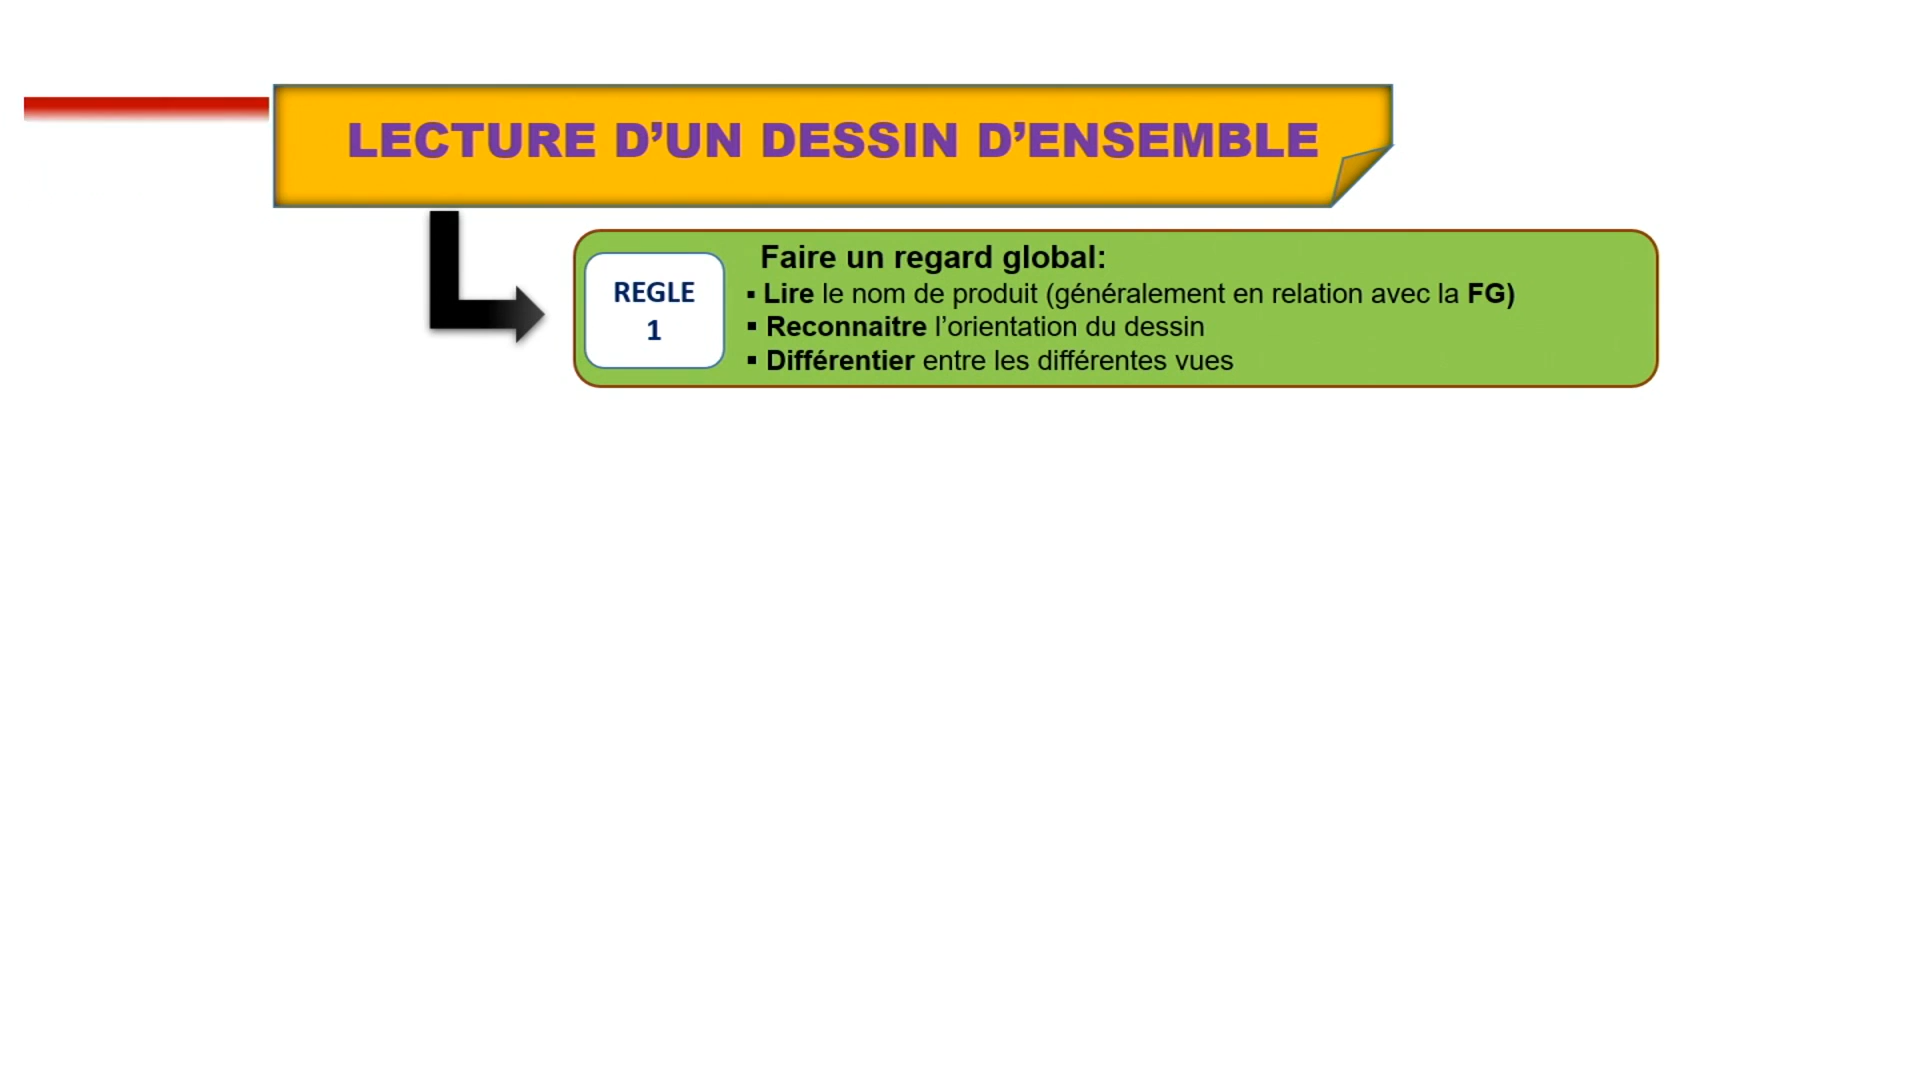 LECTURE D’UN DESSIN D’ENSEMBLE
REGLE
1
Faire un regard global:
▪ Lire le nom de produit (généralement en relation avec la FG)
▪ Reconnaitre l’orientation du dessin
▪ Différentier entre les différentes vues